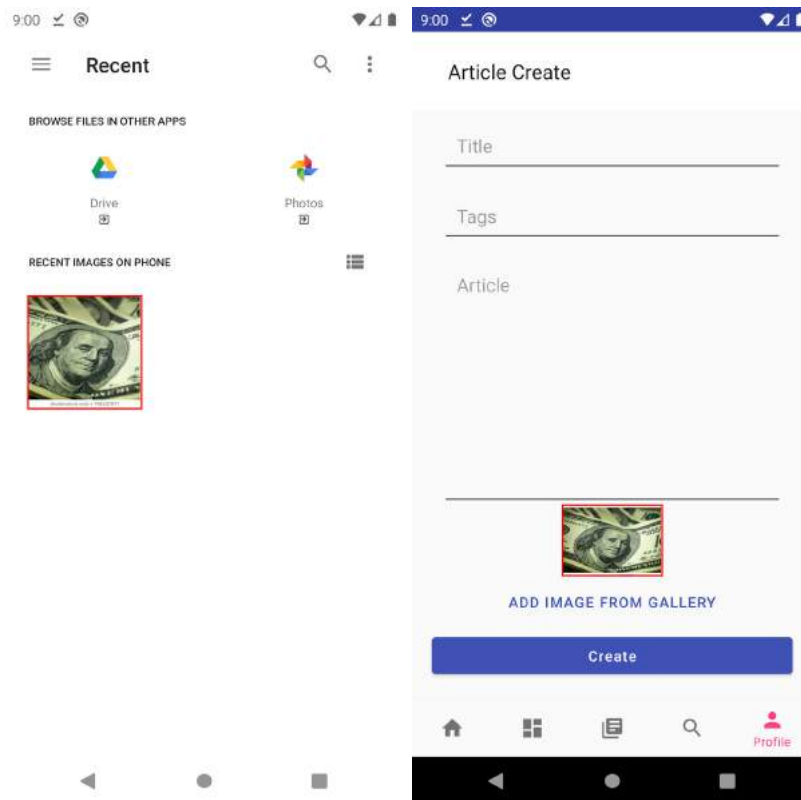 9:00
Recent
BROWSE FILES IN OTHER APPS
Drive
Photos
RECENT IMAGES ON PHONE
9:00
Article Create
Title
Tags
Article
ADD IMAGE FROM GALLERY
Create
Profile